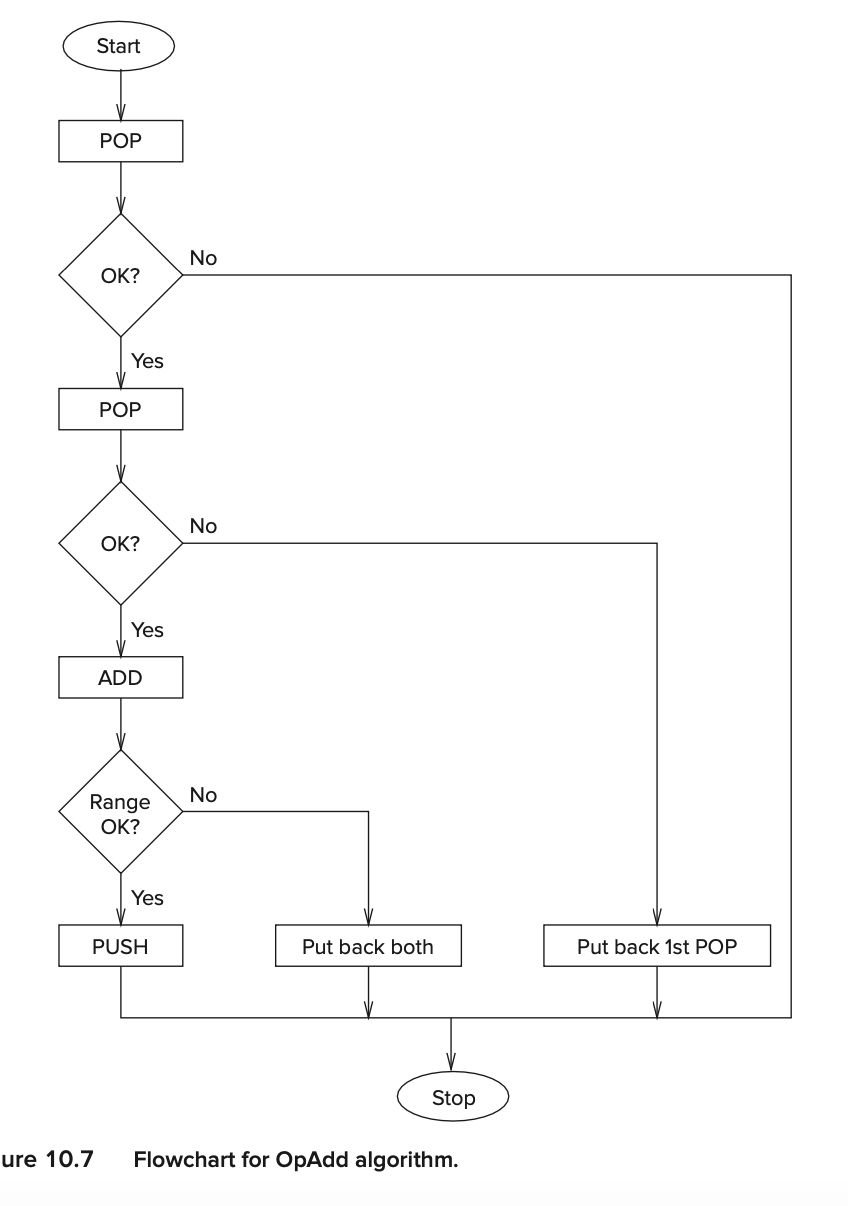 Start
POP
OK?
No
Yes
POP
OK?
No
Yes
ADD
Range
OK?
No
Yes
PUSH
Put back both
Put back 1st POP
Stop
ure 10.7 Flowchart for OpAdd algorithm.